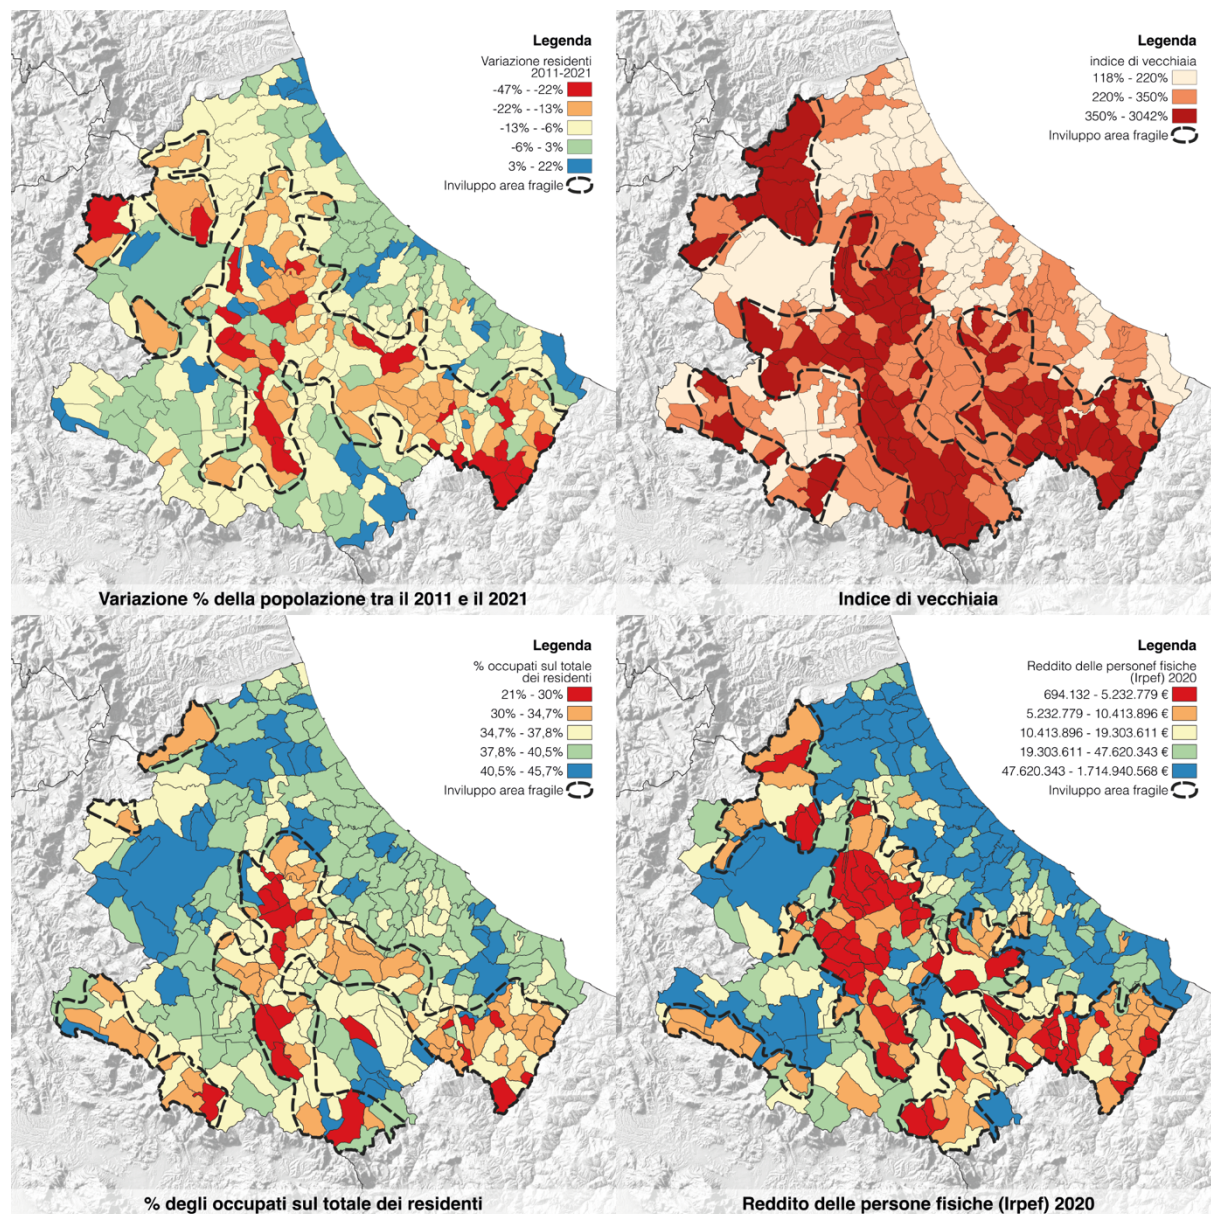 Legenda
Variazione residenti
2011-2021
-47% - -22%
-22% - -13%
-13% - -6%
-6% - 3%
3% - 22%
Inviluppo area fragile
Variazione % della popolazione tra il 2011 e il 2021
Legenda
indice di vecchiaia
118% - 220%
220% - 350%
350% - 3042%
Inviluppo area fragile
Indice di vecchiaia
Legenda
% occupati sul totale
dei residenti
21% - 30%
30% - 34,7%
34,7% - 37,8%
37,8% - 40,5%
40,5% - 45,7%
Inviluppo area fragile
% degli occupati sul totale dei residenti
Legenda
Reddito delle personef fisiche
(Irpef) 2020
694.132 - 5.232.779 €
5.232.779 - 10.413.896 €
10.413.896 - 19.303.611 €
19.303.611 - 47.620.343 €
47.620.343 - 1.714.940.568 €
Inviluppo area fragile
Reddito delle persone fisiche (Irpef) 2020